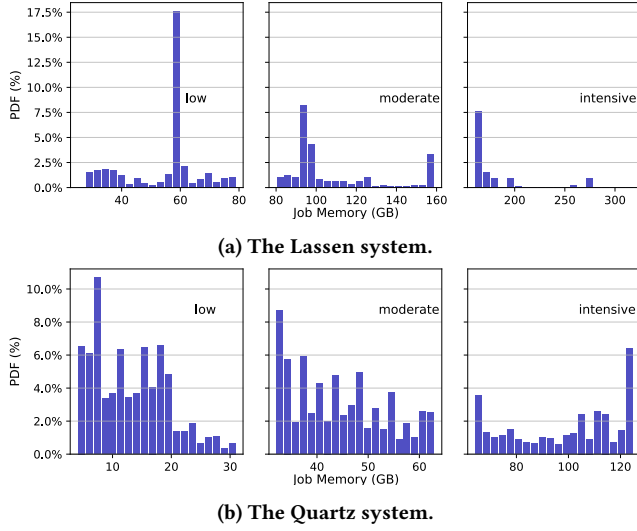 17.5%
15.0%
12.5%
10.0%
7.5%
5.0%
2.5%
0.0%
PDF (%)
low
moderate
intensive
40 60 80
80 100 120 140 160
200 250 300
Job Memory (GB)
(a) The Lassen system.
10.0%
8.0%
6.0%
4.0%
2.0%
0.0%
PDF (%)
low
moderate
intensive
10 20 30
40 50 60
80 100 120
Job Memory (GB)
(b) The Quartz system.